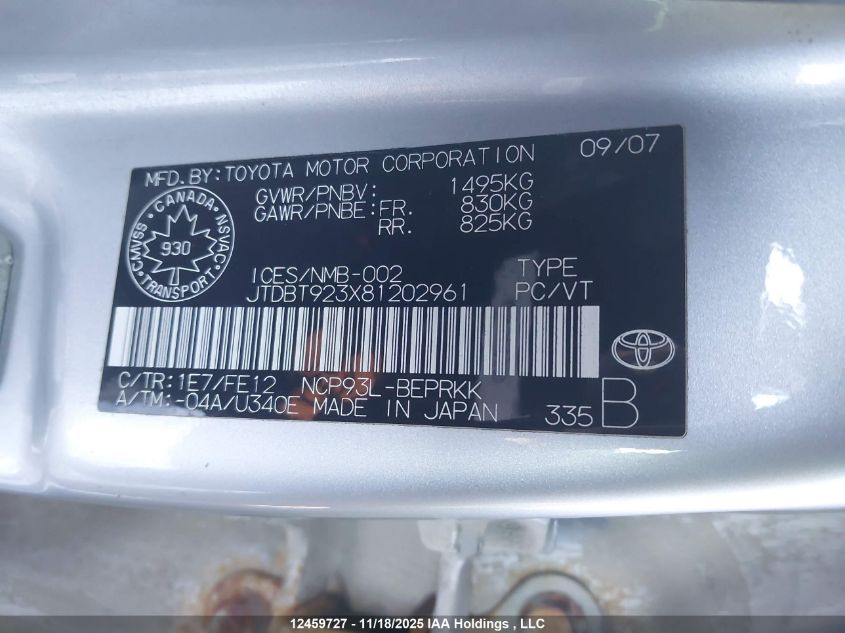 MFD.BY:TOYOTA MOTOR CORPORATION 09/07
GVWR/PNBV: 1495KG
GAWR/PNBE:FR. 830KG
RR. 825KG
CANADA
CMVSS 930 NSVAC
TRANSPORT
ICES/NMB-002 TYPE
JTDBT923X81202961 PC/VT
C/TR:1E7/FE12 NCP93L-BEPRKK
A/TM:-04A/U340E MADE IN JAPAN 335 B
12459727 - 11/18/2025 IAA Holdings , LLC